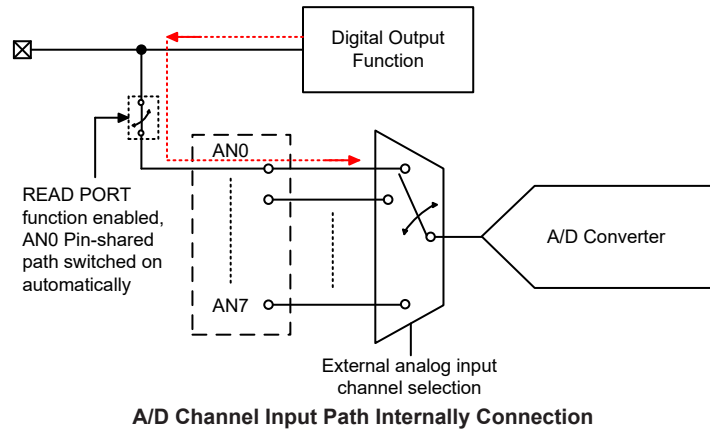 Digital Output
Function
AN0
READ PORT
function enabled,
AN0 Pin-shared
path switched on
automatically
A/D Converter
AN7
External analog input
channel selection
A/D Channel Input Path Internally Connection